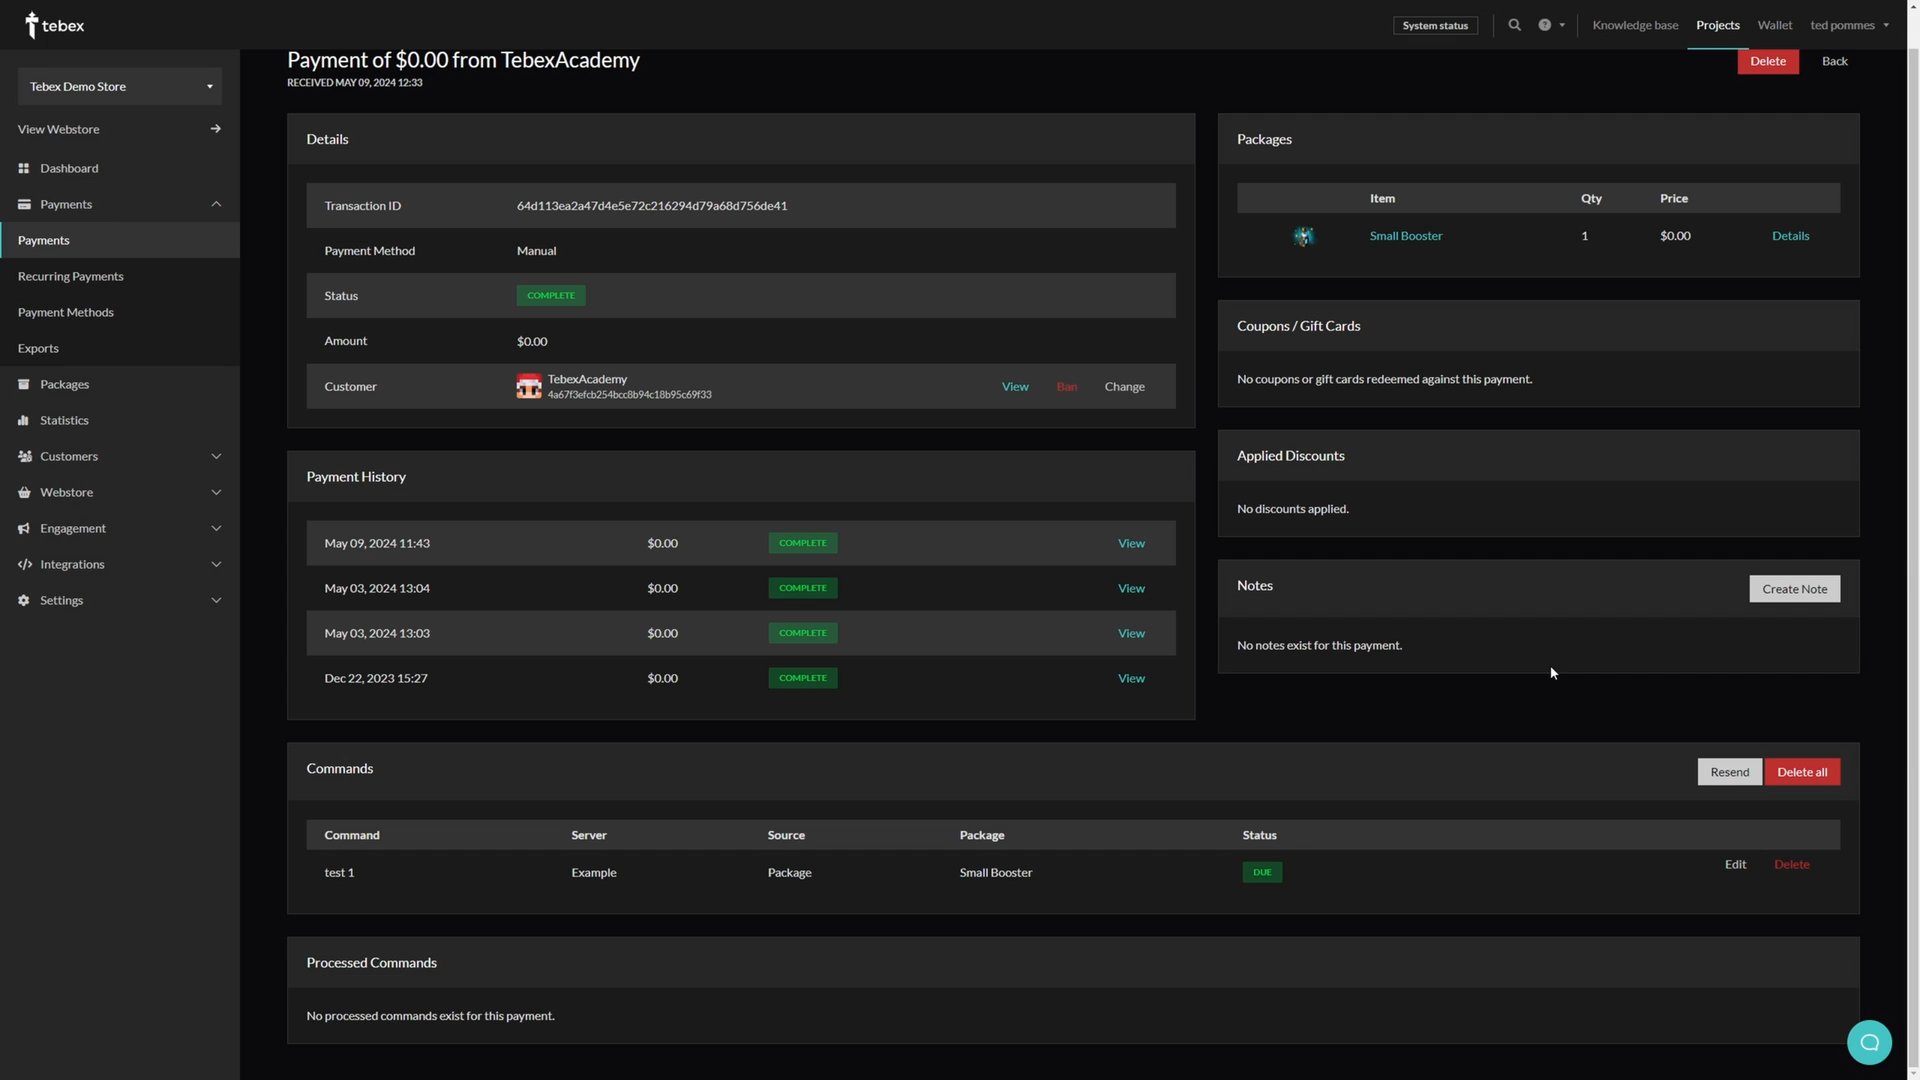 tebex
System status
?
Knowledge base
Projects
Wallet
ted pommes
Tebex Demo Store
View Webstore
Dashboard
Payments
Payments
Recurring Payments
Payment Methods
Exports
Packages
Statistics
Customers
Webstore
Engagement
Integrations
Settings
Payment of $0.00 from TebexAcademy
RECEIVED MAY 09, 2024 12:33
Delete
Back
Details
Transaction ID 64d113ea2a47d4e5e72c216294d79a68d756de41
Payment Method Manual
Status COMPLETE
Amount $0.00
Customer TebexAcademy
4a67f3efcb254bcc8b94c18b95c69f33
View Ban Change
Payment History
May 09, 2024 11:43 $0.00 COMPLETE View
May 03, 2024 13:04 $0.00 COMPLETE View
May 03, 2024 13:03 $0.00 COMPLETE View
Dec 22, 2023 15:27 $0.00 COMPLETE View
Packages
Item Qty Price
Small Booster 1 $0.00 Details
Coupons / Gift Cards
No coupons or gift cards redeemed against this payment.
Applied Discounts
No discounts applied.
Notes
Create Note
No notes exist for this payment.
Commands
Resend Delete all
Command Server Source Package Status
test 1 Example Package Small Booster DUE Edit Delete
Processed Commands
No processed commands exist for this payment.